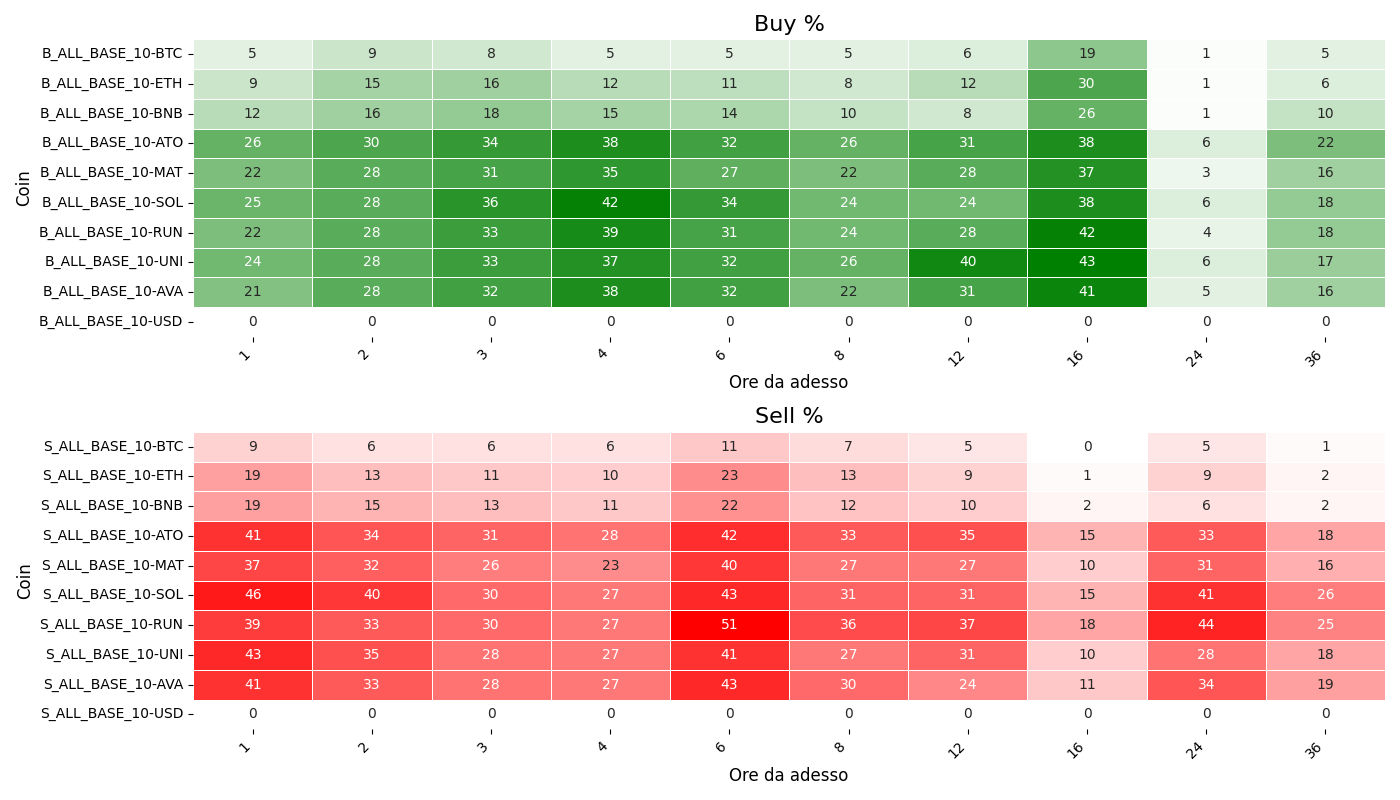 Buy %
Coin
B_ALL_BASE_10-BTC 5 9 8 5 5 5 6 19 1 5
B_ALL_BASE_10-ETH 9 15 16 12 11 8 12 30 1 6
B_ALL_BASE_10-BNB 12 16 18 15 14 10 8 26 1 10
B_ALL_BASE_10-ATO 26 30 34 38 32 26 31 38 6 22
B_ALL_BASE_10-MAT 22 28 31 35 27 22 28 37 3 16
B_ALL_BASE_10-SOL 25 28 36 42 34 24 24 38 6 18
B_ALL_BASE_10-RUN 22 28 33 39 31 24 28 42 4 18
B_ALL_BASE_10-UNI 24 28 33 37 32 26 40 43 6 17
B_ALL_BASE_10-AVA 21 28 32 38 32 22 31 41 5 16
B_ALL_BASE_10-USD 0 0 0 0 0 0 0 0 0 0
1 2 3 4 6 8 12 16 24 36
Ore da adesso
Sell %
Coin
S_ALL_BASE_10-BTC 9 6 6 6 11 7 5 0 5 1
S_ALL_BASE_10-ETH 19 13 11 10 23 13 9 1 9 2
S_ALL_BASE_10-BNB 19 15 13 11 22 12 10 2 6 2
S_ALL_BASE_10-ATO 41 34 31 28 42 33 35 15 33 18
S_ALL_BASE_10-MAT 37 32 26 23 40 27 27 10 31 16
S_ALL_BASE_10-SOL 46 40 30 27 43 31 31 15 41 26
S_ALL_BASE_10-RUN 39 33 30 27 51 36 37 18 44 25
S_ALL_BASE_10-UNI 43 35 28 27 41 27 31 10 28 18
S_ALL_BASE_10-AVA 41 33 28 27 43 30 24 11 34 19
S_ALL_BASE_10-USD 0 0 0 0 0 0 0 0 0 0
1 2 3 4 6 8 12 16 24 36
Ore da adesso